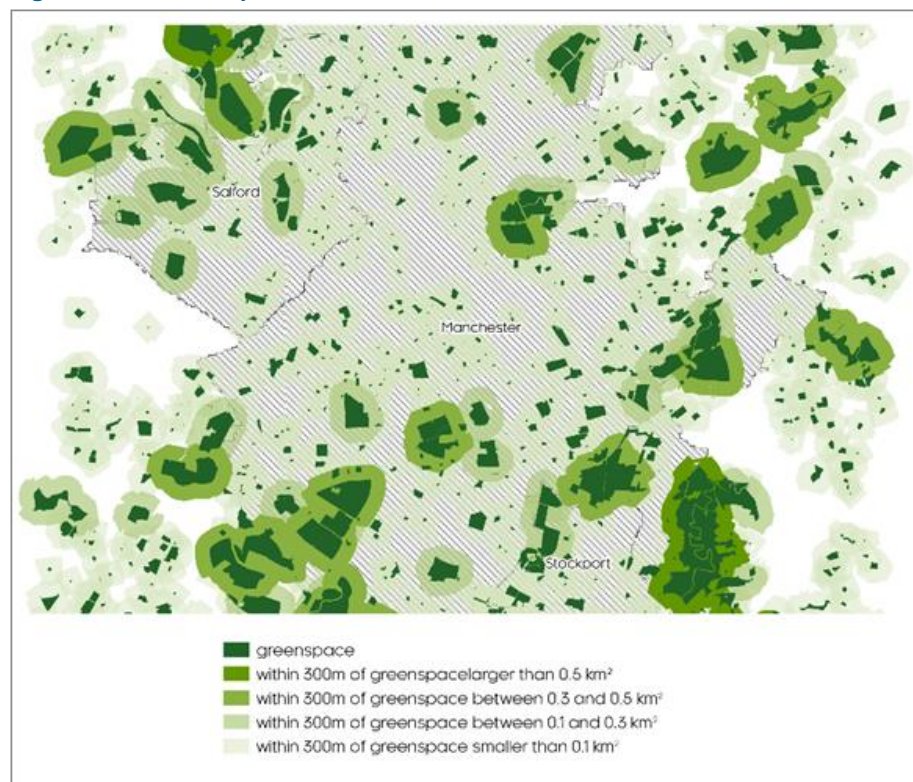 Salford
Manchester
Stockport
greenspace
within 300m of greenspacelarger than 0.5 km²
within 300m of greenspace between 0.3 and 0.5 km²
within 300m of greenspace between 0.1 and 0.3 km²
within 300m of greenspace smaller than 0.1 km²